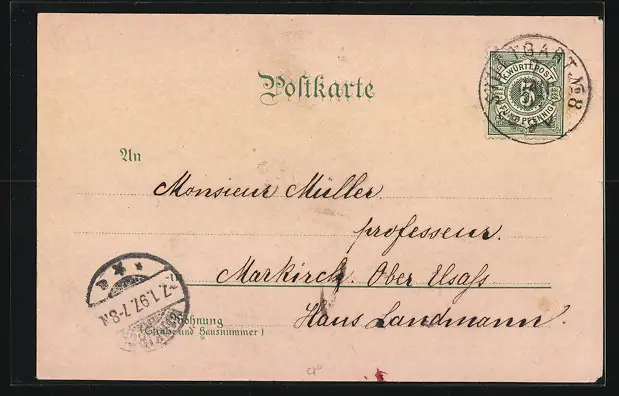 STUTTGART № 8
K. WÜRTT. POST
5
FÜNF PFENNIG
Postkarte
An
Monsieur Müller.
professeur.
Markirch. Ober Elsaſs
Haus Landmann.
7.1.97. 7-8.N
Wohnung
(Straße und Hausnummer)